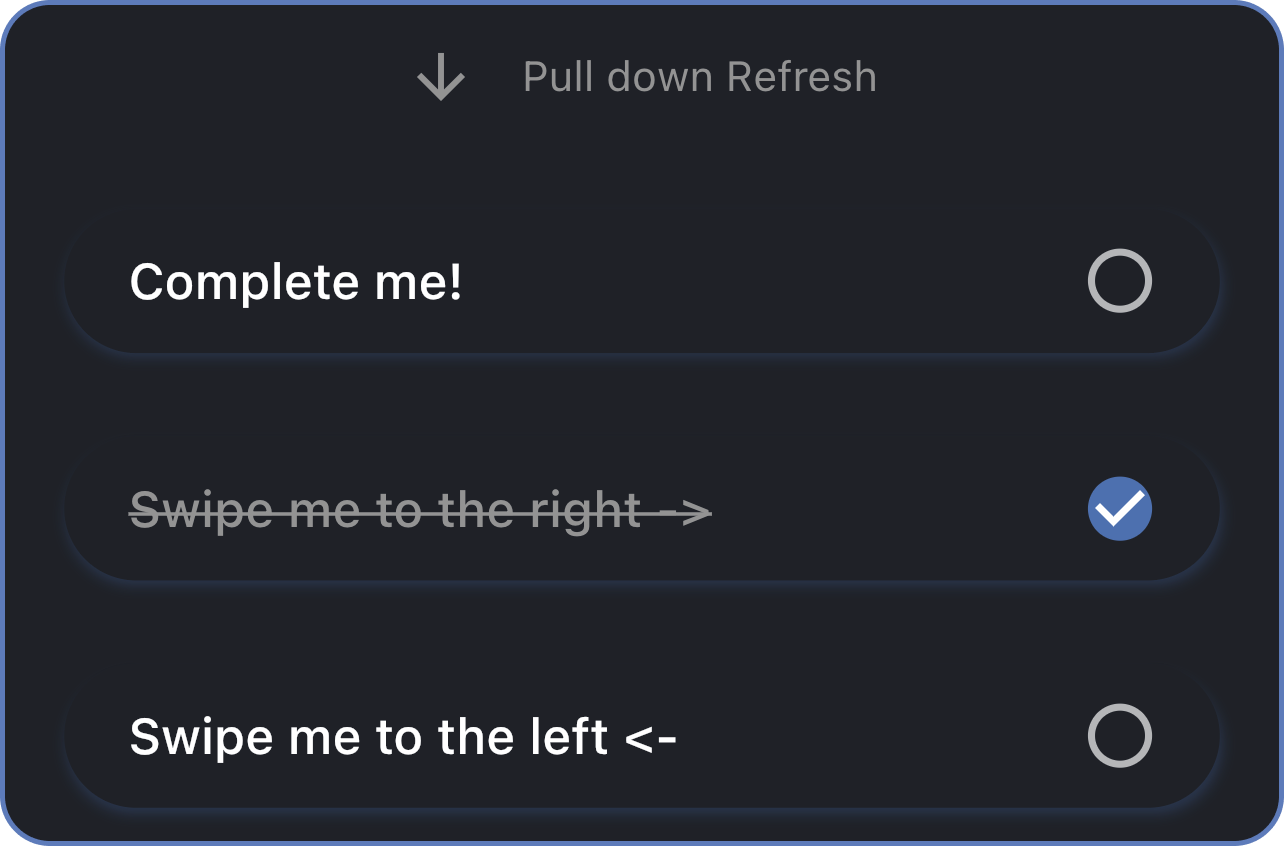 Pull down Refresh
Complete me!
Swipe me to the right ->
Swipe me to the left <-